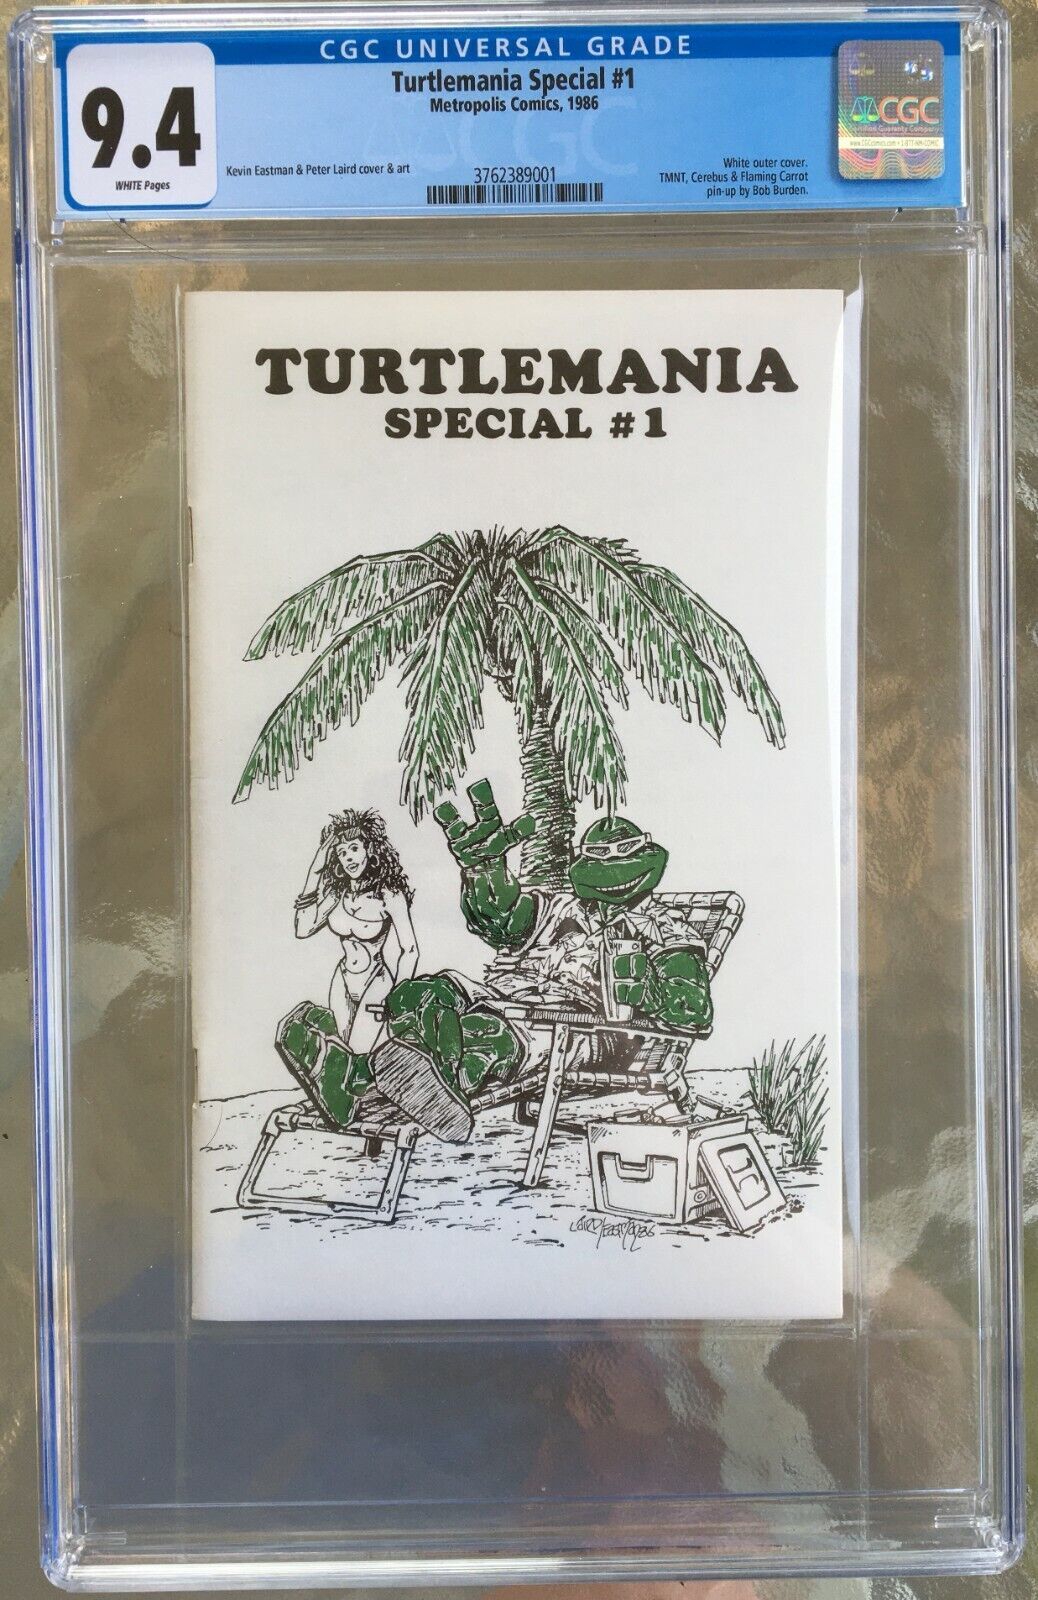 CGC UNIVERSAL GRADE
9.4
WHITE Pages
Turtlemania Special #1
Metropolis Comics, 1986
Kevin Eastman & Peter Laird cover & art
3762389001
White outer cover.
TMNT, Cerebus & Flaming Carrot
pin-up by Bob Burden.
CGC
TURTLEMANIA
SPECIAL #1